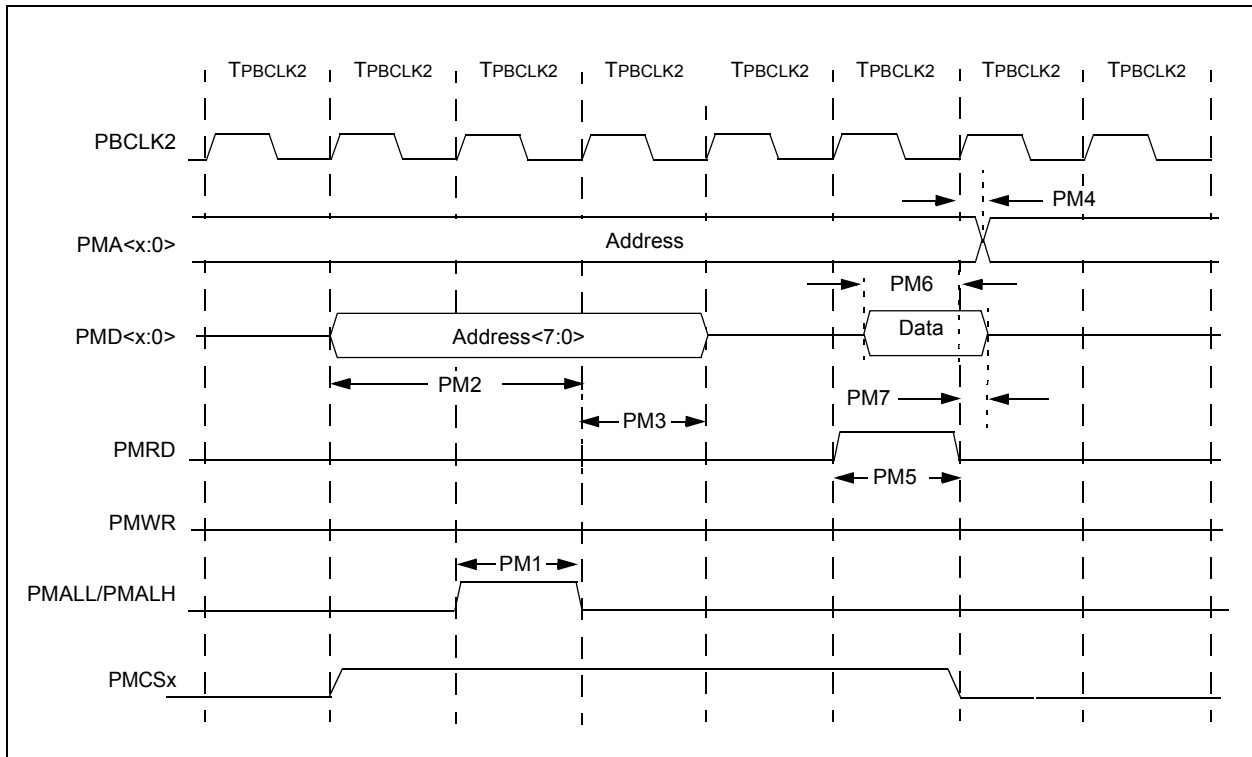 TPBCLK2 TPBCLK2 TPBCLK2 TPBCLK2 TPBCLK2 TPBCLK2 TPBCLK2 TPBCLK2
PBCLK2
PM4
PMA<x:0>
Address
PM6
PMD<x:0>
Address<7:0>
Data
PM2
PM7
PM3
PMRD
PM5
PMWR
PM1
PMALL/PMALH
PMCSx